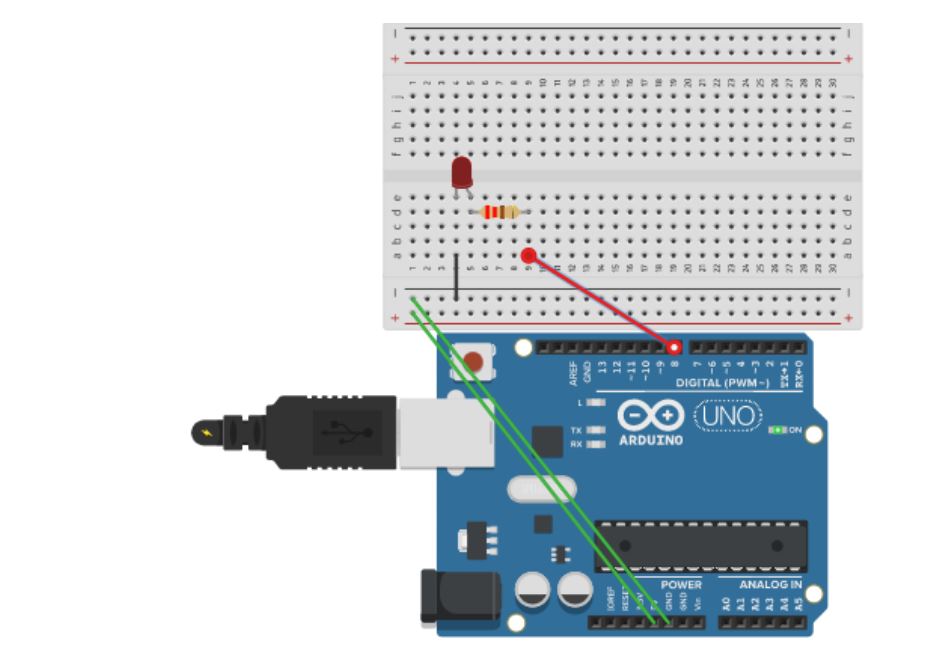 - -
+ +
1 2 3 4 5 6 7 8 9 10 11 12 13 14 15 16 17 18 19 20 21 22 23 24 25 26 27 28 29 30
j j
i i
h h
g g
f f
e e
d d
c c
b b
a a
1 2 3 4 5 6 7 8 9 10 11 12 13 14 15 16 17 18 19 20 21 22 23 24 25 26 27 28 29 30
- -
+ +
AREF GND 13 12 ~11 ~10 ~9 8 7 ~6 ~5 4 ~3 2 TX→1 RX←0
DIGITAL (PWM~)
L
TX
RX
UNO
ON
ARDUINO
POWER
ANALOG IN
IOREF GND GND Vin A0 A1 A2 A3 A4 A5